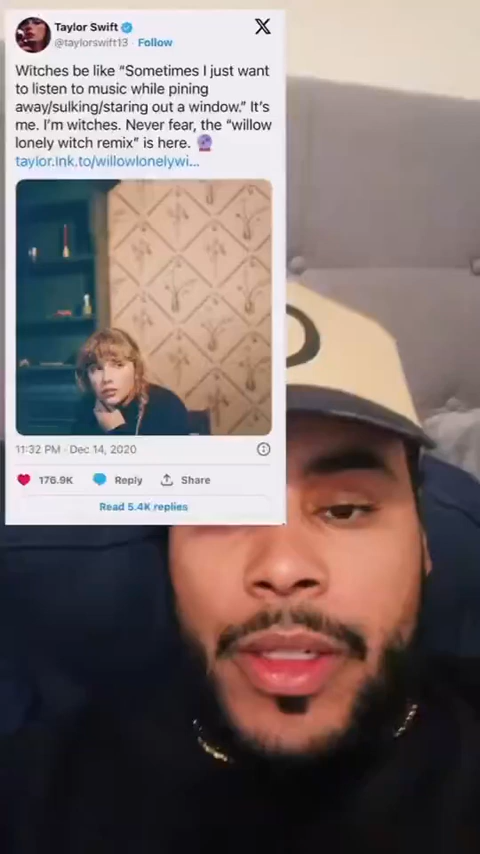 Taylor Swift
@taylorswift13 · Follow
X
Witches be like “Sometimes I just want
to listen to music while pining
away/sulking/staring out a window.” It’s
me. I’m witches. Never fear, the “willow
lonely witch remix” is here. 🔮
taylor.lnk.to/willowlonelywi...
11:32 PM · Dec 14, 2020
176.9K Reply Share
Read 5.4K replies